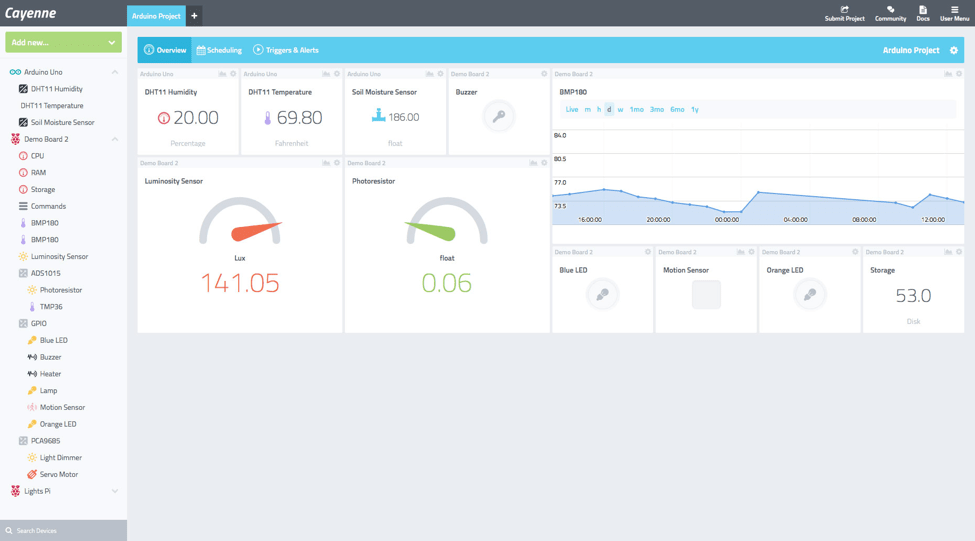 Cayenne
Arduino Project
+
Submit Project
Community
Docs
User Menu
Add new...
Arduino Uno
DHT11 Humidity
DHT11 Temperature
Soil Moisture Sensor
Demo Board 2
CPU
RAM
Storage
Commands
BMP180
BMP180
Luminosity Sensor
ADS1015
Photoresistor
TMP36
GPIO
Blue LED
Buzzer
Heater
Lamp
Motion Sensor
Orange LED
PCA9685
Light Dimmer
Servo Motor
Lights Pi
Search Devices
Overview
Scheduling
Triggers & Alerts
Arduino Project
Arduino Uno
DHT11 Humidity
20.00
Percentage
Arduino Uno
DHT11 Temperature
69.80
Fahrenheit
Arduino Uno
Soil Moisture Sensor
186.00
float
Demo Board 2
Buzzer
Demo Board 2
BMP180
Live m h d w 1mo 3mo 6mo 1y
84.0
80.5
77.0
73.5
16:00:00 20:00:00 00:00:00 04:00:00 08:00:00 12:00:00
Demo Board 2
Luminosity Sensor
Lux
141.05
Demo Board 2
Photoresistor
float
0.06
Demo Board 2
Blue LED
Demo Board 2
Motion Sensor
Demo Board 2
Orange LED
Demo Board 2
Storage
53.0
Disk